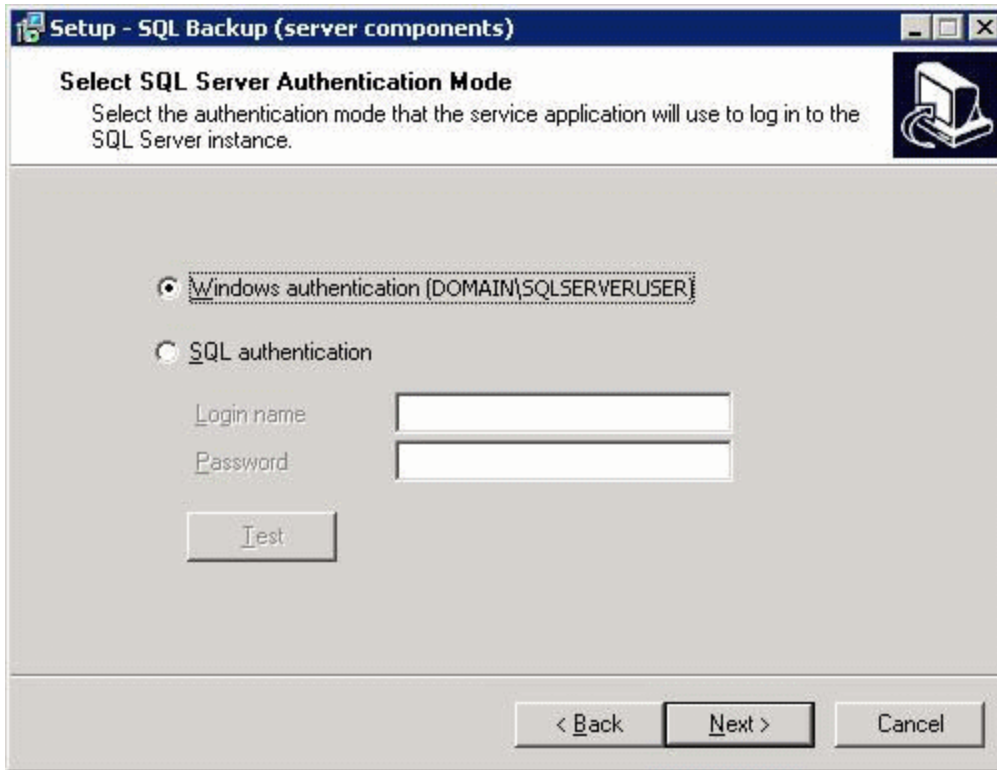 Setup - SQL Backup (server components)
Select SQL Server Authentication Mode
Select the authentication mode that the service application will use to log in to the
SQL Server instance.
Windows authentication (DOMAIN\SQLSERVERUSER)
SQL authentication
Login name
Password
Test
< Back
Next >
Cancel